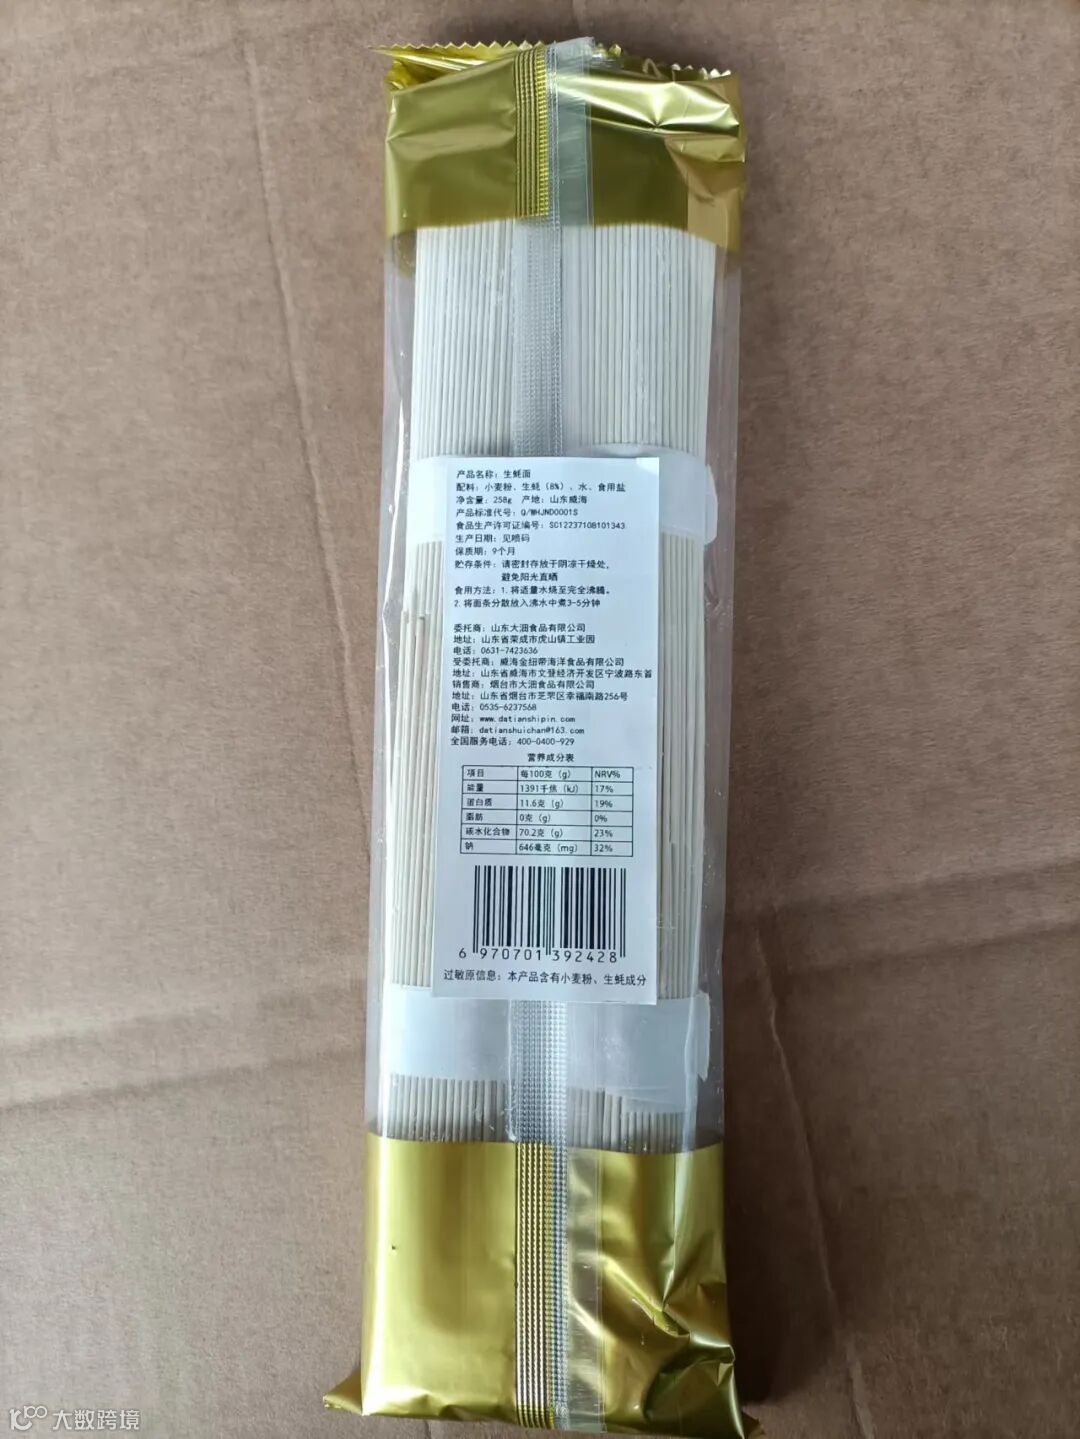 产品名称：生蚝面
配料：小麦粉、生蚝（8%）、水、食用盐
净含量：258g 产地：山东威海
产品标准代号：Q/WHJND0001S
食品生产许可证编号：SC12237108101343
生产日期：见喷码
保质期：9个月
贮存条件：请密封存放于阴凉干燥处，
避免阳光直晒
食用方法：1.将适量水烧至完全沸腾。
2.将面条分散放入沸水中煮3-5分钟
委托商：山东大沺食品有限公司
地址：山东省荣成市虎山镇工业园
电话：0631-7423636
受委托商：威海金纽带海洋食品有限公司
地址：山东省威海市文登经济开发区宁波路东首
销售商：烟台市大沺食品有限公司
地址：山东省烟台市芝罘区幸福南路256号
电话：0535-6237568
网址：www.datianshipin.com
邮箱：datianshuichan@163.com
全国服务电话：400-0400-929
营养成分表
项目 每100克（g） NRV%
能量 1391千焦（kJ） 17%
蛋白质 11.6克（g） 19%
脂肪 0克（g） 0%
碳水化合物 70.2克（g） 23%
钠 646毫克（mg） 32%
6 970701 392428
过敏原信息：本产品含有小麦粉、生蚝成分
大数跨境